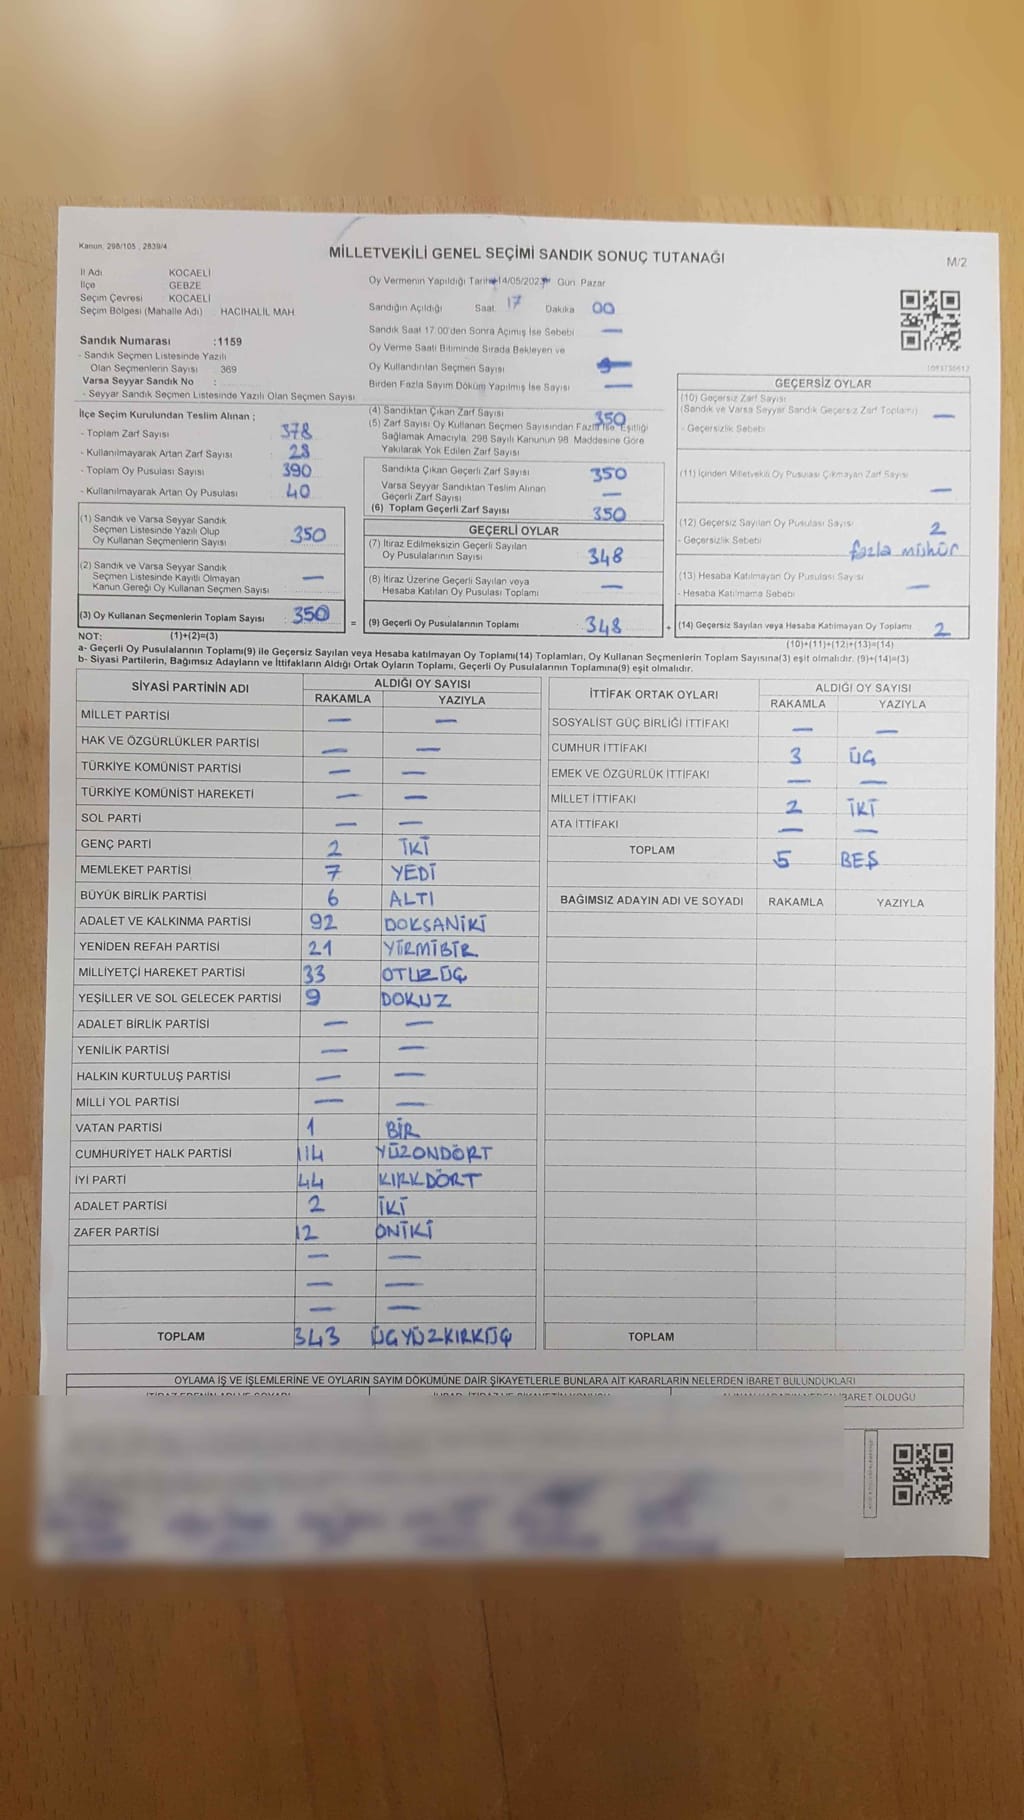 Kanun, 298/105 , 2839/4
MİLLETVEKİLİ GENEL SEÇİMİ SANDIK SONUÇ TUTANAĞI
M/2
İl Adı KOCAELİ
İlçe GEBZE
Seçim Çevresi KOCAELİ
Seçim Bölgesi (Mahalle Adı) HACIHALİL MAH.
Oy Vermenin Yapıldığı Tarih 14/05/2023 Gün: Pazar
Sandığın Açıldığı Saat: 17 Dakika 00
Sandık Saat 17:00'den Sonra Açımış İse Sebebi —
Oy Verme Saati Bitiminde Sırada Bekleyen ve
Oy Kullandırılan Seçmen Sayısı
Birden Fazla Sayım Döküm Yapılmış İse Sayısı —
Sandık Numarası :1159
- Sandık Seçmen Listesinde Yazılı
Olan Seçmenlerin Sayısı : 369
Varsa Seyyar Sandık No :
- Seyyar Sandık Seçmen Listesinde Yazılı Olan Seçmen Sayısı
İlçe Seçim Kurulundan Teslim Alınan ;
- Toplam Zarf Sayısı 378
- Kullanılmayarak Artan Zarf Sayısı 28
- Toplam Oy Pusulası Sayısı 390
- Kullanılmayarak Artan Oy Pusulası 40
(1) Sandık ve Varsa Seyyar Sandık
Seçmen Listesinde Yazılı Olup
Oy Kullanan Seçmenlerin Sayısı 350
(2) Sandık ve Varsa Seyyar Sandık
Seçmen Listesinde Kayıtlı Olmayan
Kanun Gereği Oy Kullanan Seçmen Sayısı —
(3) Oy Kullanan Seçmenlerin Toplam Sayısı 350 =
(4) Sandıktan Çıkan Zarf Sayısı 350
(5) Zarf Sayısı Oy Kullanan Seçmen Sayısından Fazla İse, Eşitliği
Sağlamak Amacıyla, 298 Sayılı Kanunun 98. Maddesine Göre
Yakılarak Yok Edilen Zarf Sayısı
Sandıkta Çıkan Geçerli Zarf Sayısı 350
Varsa Seyyar Sandıktan Teslim Alınan
Geçerli Zarf Sayısı —
(6) Toplam Geçerli Zarf Sayısı 350
GEÇERLİ OYLAR
(7) İtiraz Edilmeksizin Geçerli Sayılan
Oy Pusulalarının Sayısı 348
(8) İtiraz Üzerine Geçerli Sayılan veya
Hesaba Katılan Oy Pusulası Toplamı —
(9) Geçerli Oy Pusulalarının Toplamı 348 +
GEÇERSİZ OYLAR
(10) Geçersiz Zarf Sayısı
(Sandık ve Varsa Seyyar Sandık Geçersiz Zarf Toplamı) —
- Geçersizlik Sebebi
(11) İçinden Milletvekili Oy Pusulası Çıkmayan Zarf Sayısı —
(12) Geçersiz Sayılan Oy Pusulası Sayısı 2
- Geçersizlik Sebebi fazla mühür
(13) Hesaba Katılmayan Oy Pusulası Sayısı —
- Hesaba Katılmama Sebebi
(14) Geçersiz Sayılan veya Hesaba Katılmayan Oy Toplamı 2
NOT: (1)+(2)=(3) (10)+(11)+(12)+(13)=(14)
a- Geçerli Oy Pusulalarının Toplamı(9) ile Geçersiz Sayılan veya Hesaba katılmayan Oy Toplamı(14) Toplamları, Oy Kullanan Seçmenlerin Toplam Sayısına(3) eşit olmalıdır. (9)+(14)=(3)
b- Siyasi Partilerin, Bağımsız Adayların ve İttifakların Aldığı Ortak Oyların Toplamı, Geçerli Oy Pusulalarının Toplamına(9) eşit olmalıdır.
SİYASİ PARTİNİN ADI ALDIĞI OY SAYISI
RAKAMLA YAZIYLA
MİLLET PARTİSİ — —
HAK VE ÖZGÜRLÜKLER PARTİSİ — —
TÜRKİYE KOMÜNİST PARTİSİ — —
TÜRKİYE KOMÜNİST HAREKETİ — —
SOL PARTİ — —
GENÇ PARTİ 2 İKİ
MEMLEKET PARTİSİ 7 YEDİ
BÜYÜK BİRLİK PARTİSİ 6 ALTI
ADALET VE KALKINMA PARTİSİ 92 DOKSANİKİ
YENİDEN REFAH PARTİSİ 21 YİRMİBİR
MİLLİYETÇİ HAREKET PARTİSİ 33 OTUZÜÇ
YEŞİLLER VE SOL GELECEK PARTİSİ 9 DOKUZ
ADALET BİRLİK PARTİSİ — —
YENİLİK PARTİSİ — —
HALKIN KURTULUŞ PARTİSİ — —
MİLLİ YOL PARTİSİ — —
VATAN PARTİSİ 1 BİR
CUMHURİYET HALK PARTİSİ 114 YÜZONDÖRT
İYİ PARTİ 44 KIRKDÖRT
ADALET PARTİSİ 2 İKİ
ZAFER PARTİSİ 12 ONİKİ
— —
— —
— —
TOPLAM 343 ÜÇYÜZKIRKÜÇ
İTTİFAK ORTAK OYLARI ALDIĞI OY SAYISI
RAKAMLA YAZIYLA
SOSYALİST GÜÇ BİRLİĞİ İTTİFAKI — —
CUMHUR İTTİFAKI 3 ÜÇ
EMEK VE ÖZGÜRLÜK İTTİFAKI — —
MİLLET İTTİFAKI 2 İKİ
ATA İTTİFAKI — —
TOPLAM 5 BEŞ
BAĞIMSIZ ADAYIN ADI VE SOYADI RAKAMLA YAZIYLA
TOPLAM
OYLAMA İŞ VE İŞLEMLERİNE VE OYLARIN SAYIM DÖKÜMÜNE DAİR ŞİKAYETLERLE BUNLARA AİT KARARLARIN NELERDEN İBARET BULUNDUKLARI
İBARET OLDUĞU